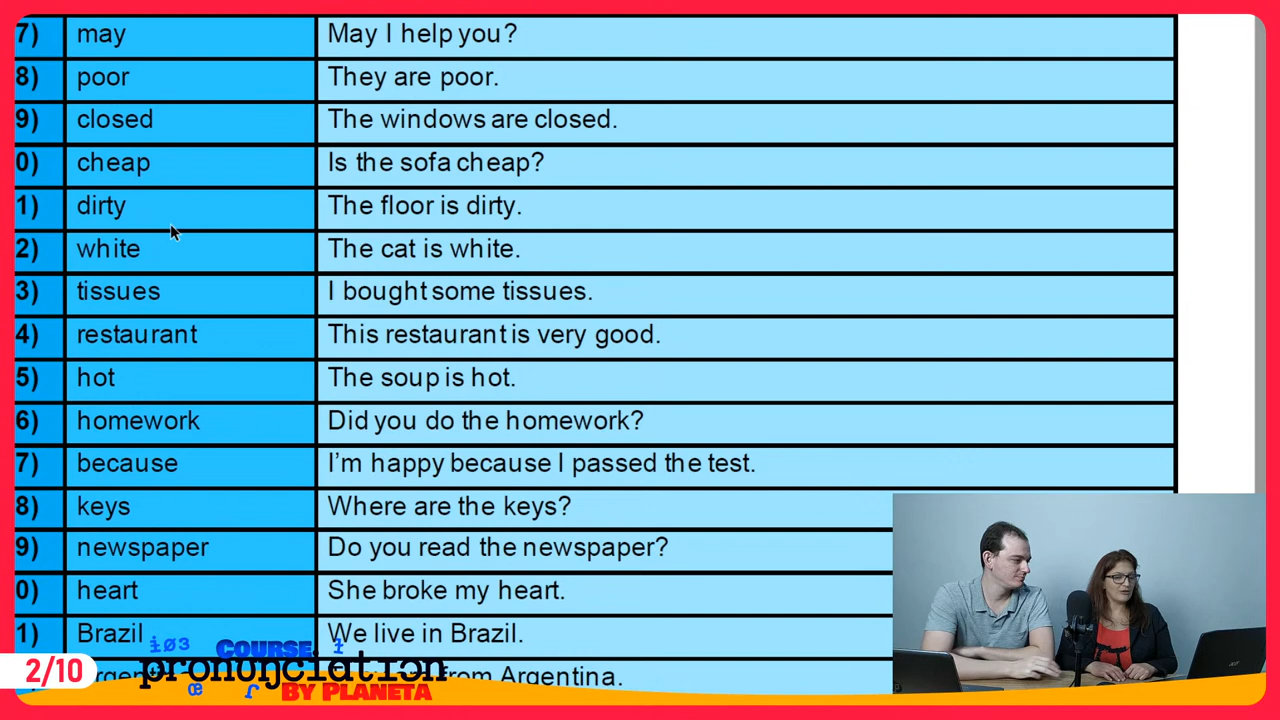 7) may May I help you?
8) poor They are poor.
9) closed The windows are closed.
0) cheap Is the sofa cheap?
1) dirty The floor is dirty.
2) white The cat is white.
3) tissues I bought some tissues.
4) restaurant This restaurant is very good.
5) hot The soup is hot.
6) homework Did you do the homework?
7) because I'm happy because I passed the test.
8) keys Where are the keys?
9) newspaper Do you read the newspaper?
0) heart She broke my heart.
1) Brazil We live in Brazil.
from Argentina.
2/10
COURSE
pronunciation
BY PLANETA